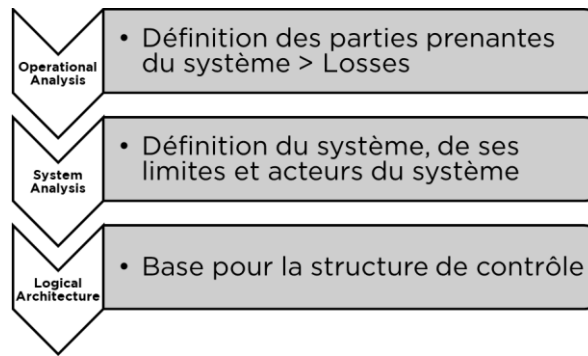 Operational
Analysis
• Définition des parties prenantes
du système > Losses
System
Analysis
• Définition du système, de ses
limites et acteurs du système
Logical
Architecture
• Base pour la structure de contrôle